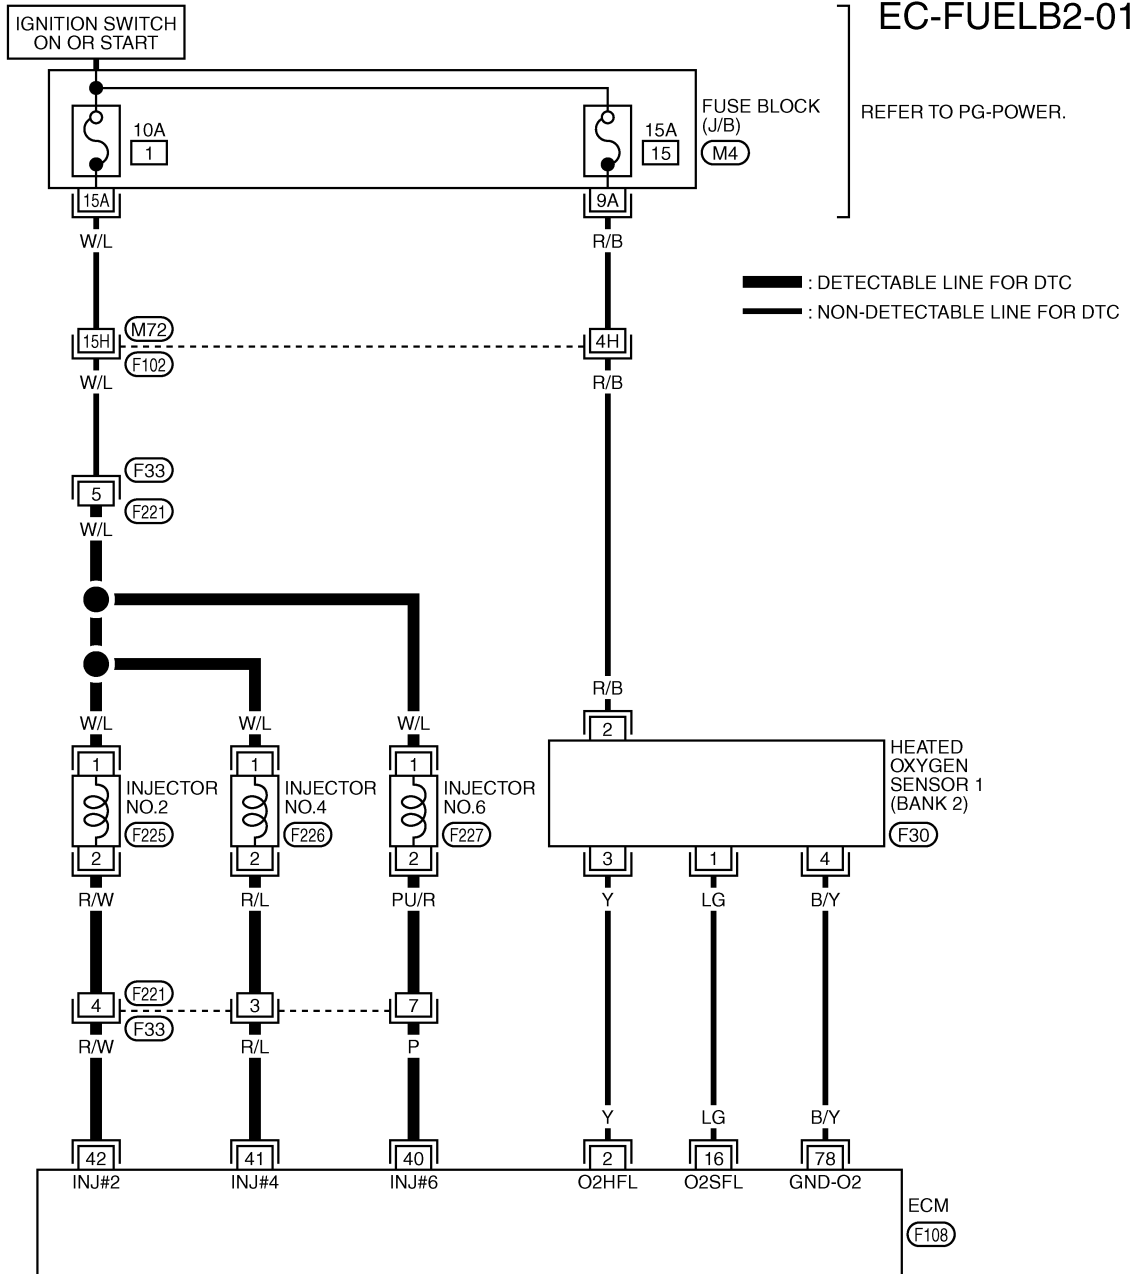 EC-FUELB2-01
IGNITION SWITCH
ON OR START
10A
1
15A
15
FUSE BLOCK
(J/B)
M4
REFER TO PG-POWER.
15A
9A
W/L
R/B
: DETECTABLE LINE FOR DTC
: NON-DETECTABLE LINE FOR DTC
15H
M72
F102
4H
W/L
R/B
5
F33
F221
W/L
R/B
W/L
W/L
W/L
2
1
1
1
INJECTOR
NO.2
F225
INJECTOR
NO.4
F226
INJECTOR
NO.6
F227
HEATED
OXYGEN
SENSOR 1
(BANK 2)
F30
2
2
2
3
1
4
R/W
R/L
PU/R
Y
LG
B/Y
4
F221
F33
3
7
R/W
R/L
P
Y
LG
B/Y
42
41
40
2
16
78
INJ#2
INJ#4
INJ#6
O2HFL
O2SFL
GND-O2
ECM
F108